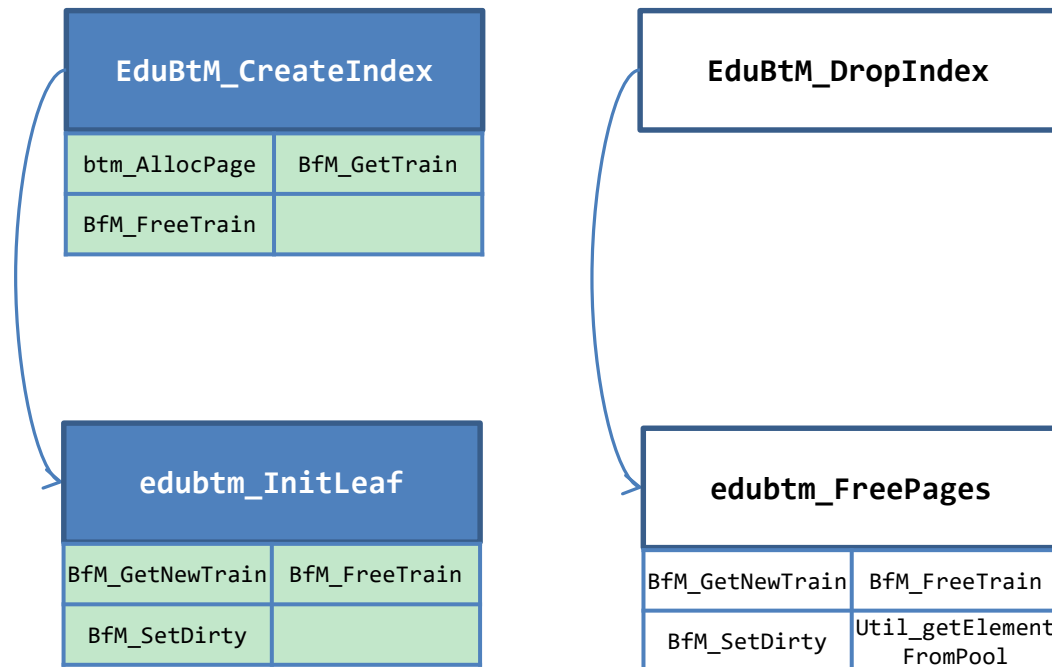 EduBtM_CreateIndex
btm_AllocPage
BfM_GetTrain
BfM_FreeTrain
EduBtM_DropIndex
edubtm_InitLeaf
BfM_GetNewTrain
BfM_FreeTrain
BfM_SetDirty
edubtm_FreePages
BfM_GetNewTrain
BfM_FreeTrain
BfM_SetDirty
Util_getElement
FromPool